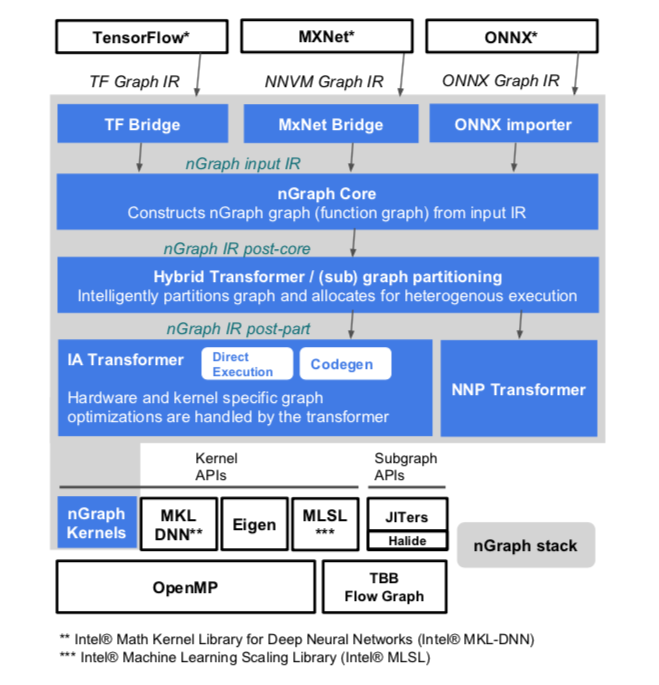 TensorFlow*
MXNet*
ONNX*
TF Graph IR
NNVM Graph IR
ONNX Graph IR
TF Bridge
MxNet Bridge
ONNX importer
nGraph input IR
nGraph Core
Constructs nGraph graph (function graph) from input IR
nGraph IR post-core
Hybrid Transformer / (sub) graph partitioning
Intelligently partitions graph and allocates for heterogenous execution
nGraph IR post-part
IA Transformer
Direct
Execution
Codegen
Hardware and kernel specific graph
optimizations are handled by the transformer
NNP Transformer
Kernel
APIs
Subgraph
APIs
nGraph
Kernels
MKL
DNN**
Eigen
MLSL
***
JITers
Halide
nGraph stack
OpenMP
TBB
Flow Graph
** Intel® Math Kernel Library for Deep Neural Networks (Intel® MKL-DNN)
*** Intel® Machine Learning Scaling Library (Intel® MLSL)